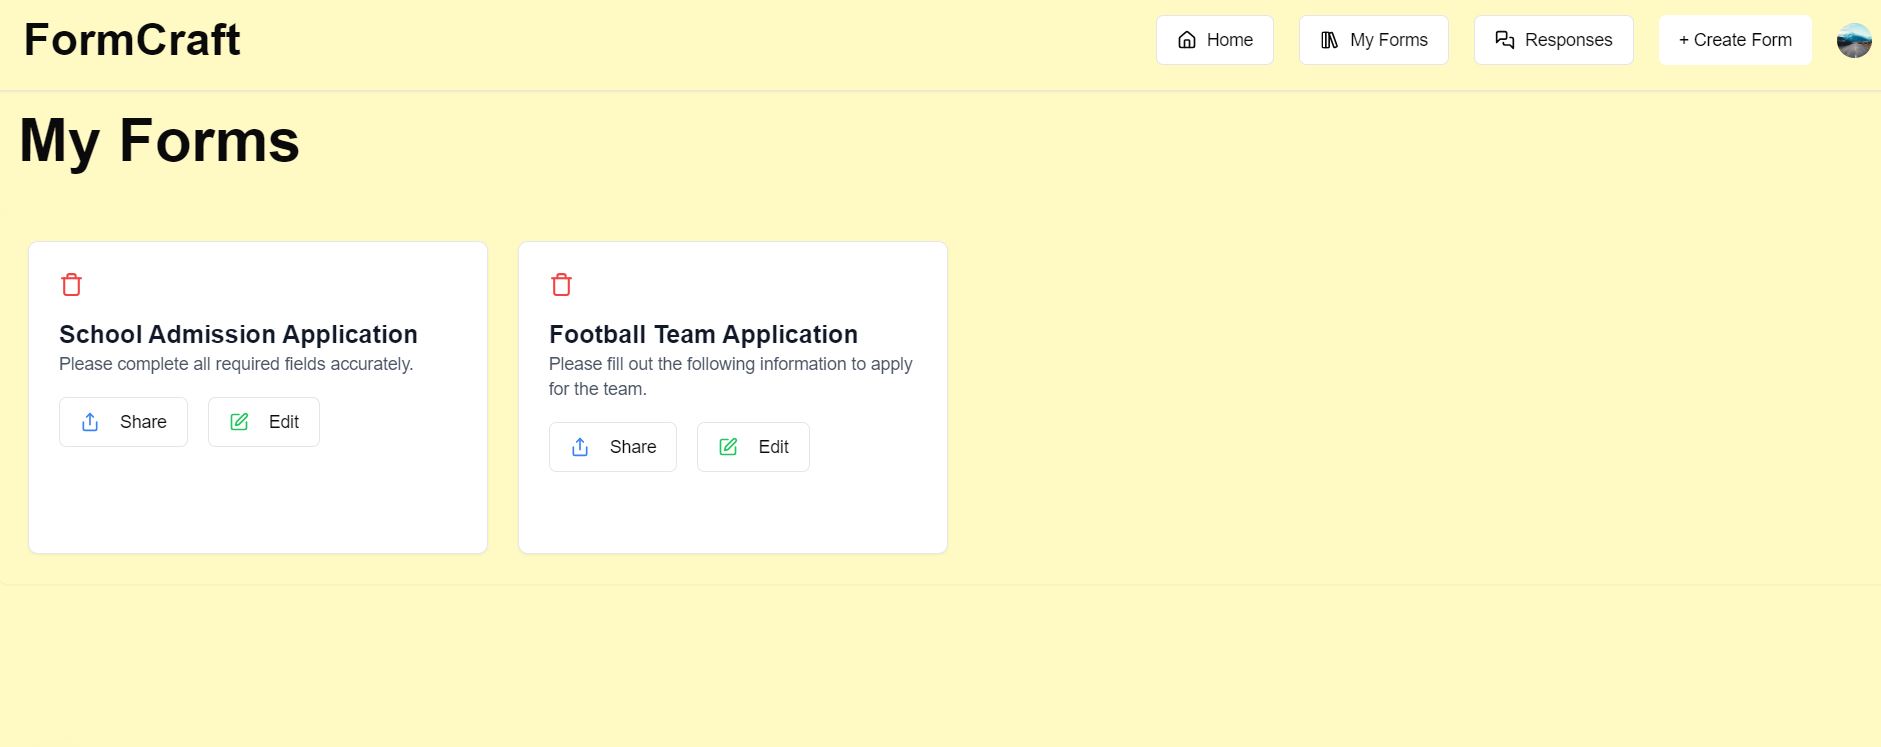 FormCraft
Home
My Forms
Responses
+ Create Form
My Forms
School Admission Application
Please complete all required fields accurately.
Share
Edit
Football Team Application
Please fill out the following information to apply
for the team.
Share
Edit